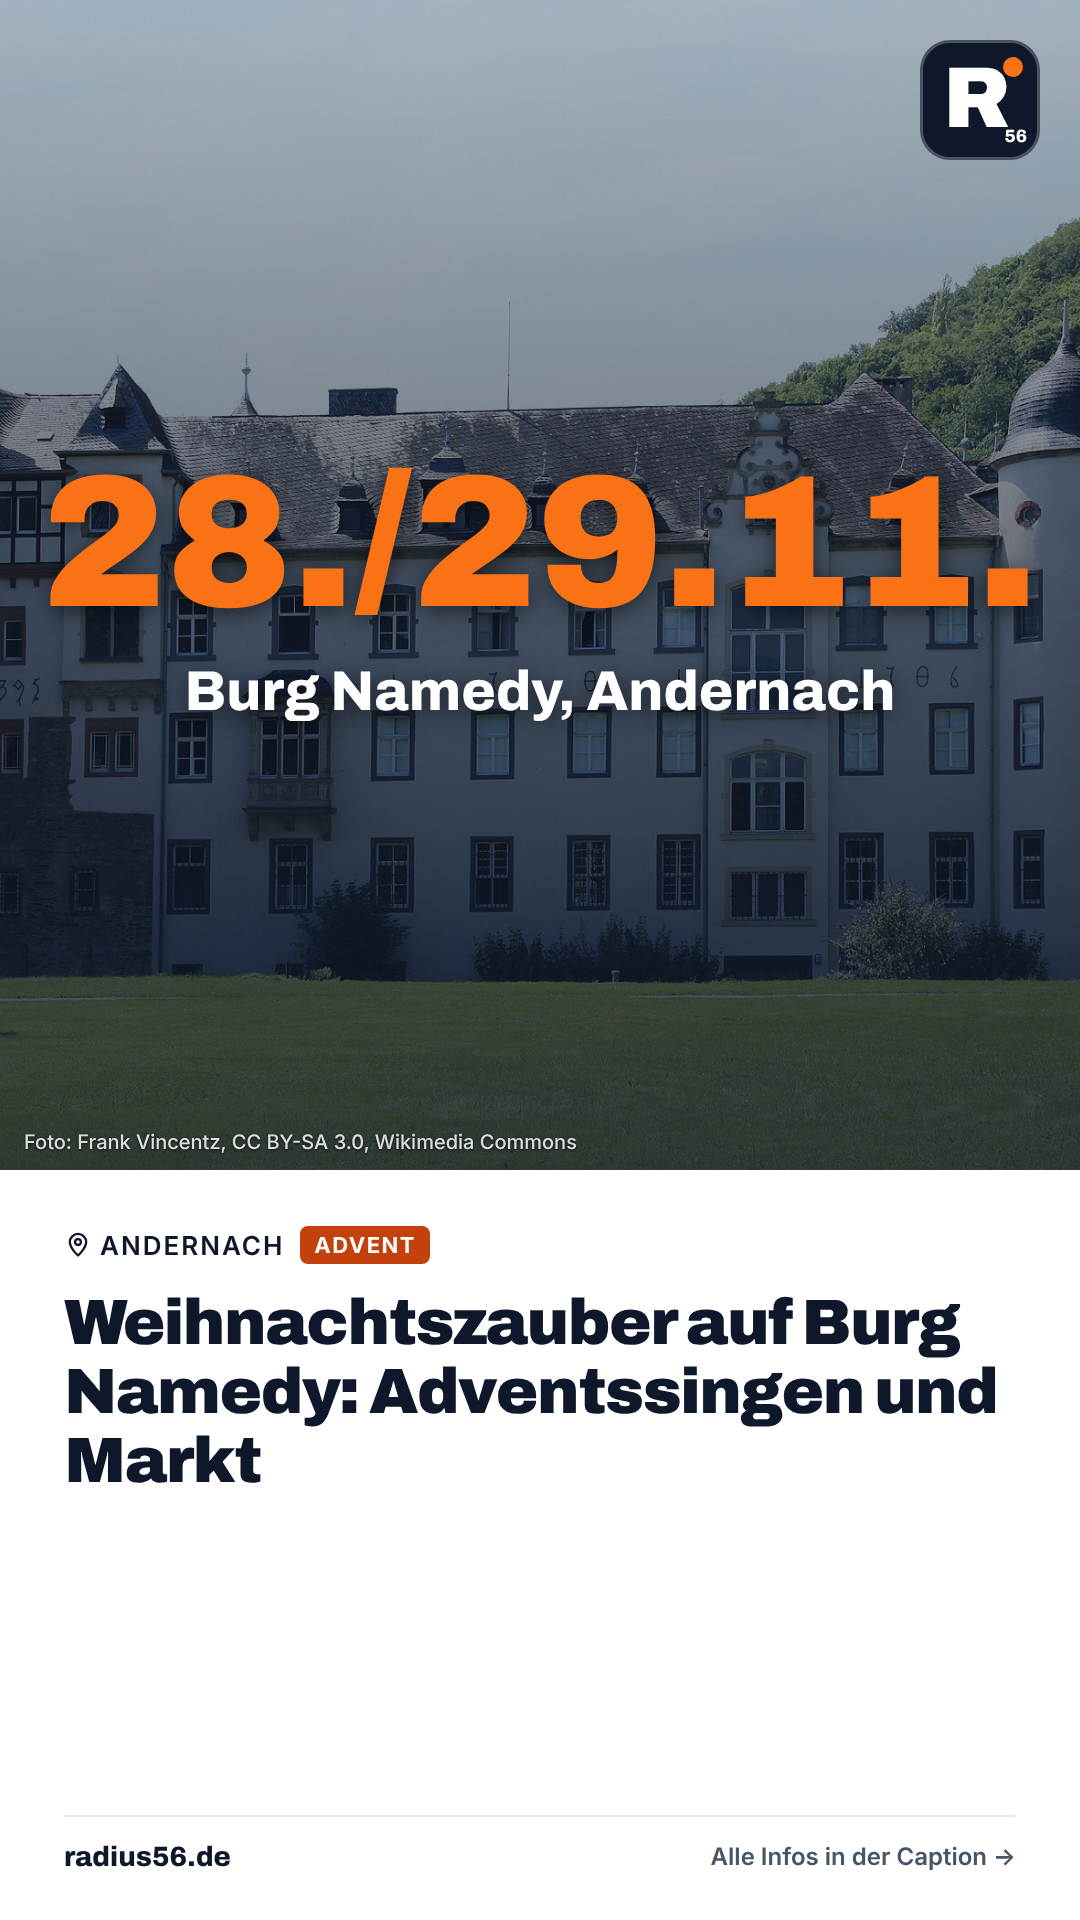 R
56
28./29.11.
Burg Namedy, Andernach
Foto: Frank Vincentz, CC BY-SA 3.0, Wikimedia Commons
ANDERNACH ADVENT
Weihnachtszauber auf Burg
Namedy: Adventssingen und
Markt
radius56.de
Alle Infos in der Caption →